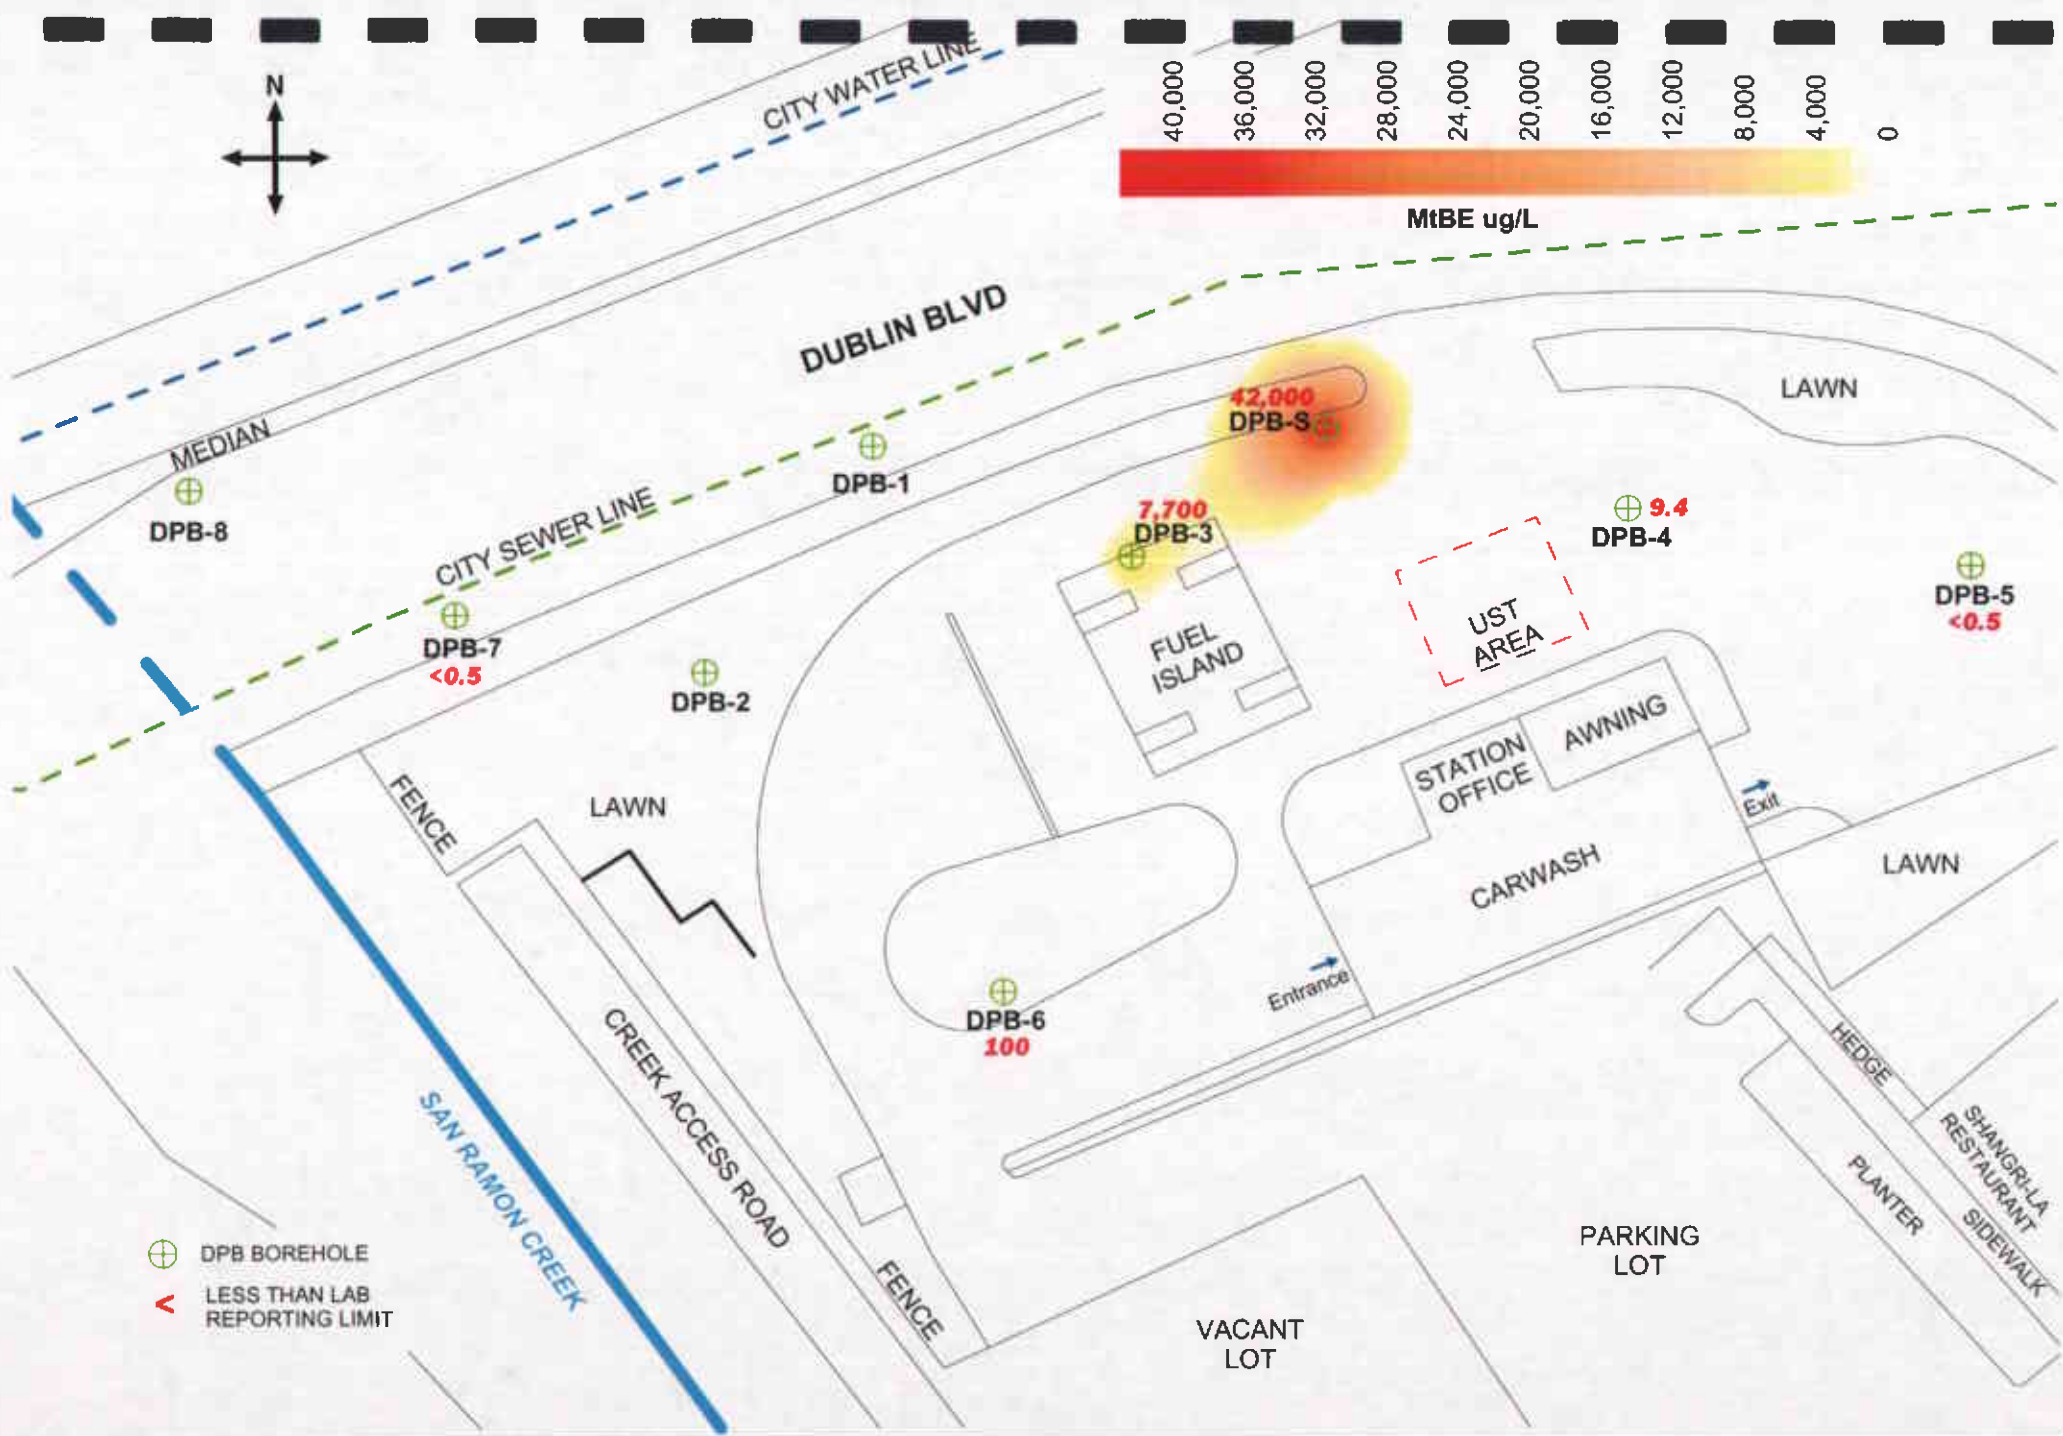 N
CITY WATER LINE
40,000
36,000
32,000
28,000
24,000
20,000
16,000
12,000
8,000
4,000
0
MtBE ug/L
DUBLIN BLVD
MEDIAN
DPB-8
CITY SEWER LINE
DPB-1
42,000
DPB-S
LAWN
7,700
DPB-3
9.4
DPB-4
DPB-5
<0.5
DPB-7
<0.5
DPB-2
FUEL
ISLAND
UST
AREA
STATION
OFFICE
AWNING
Exit
FENCE
LAWN
CARWASH
LAWN
Entrance
DPB-6
100
CREEK ACCESS ROAD
SAN RAMON CREEK
HEDGE
SHANGRI-LA
RESTAURANT
PLANTER
SIDEWALK
DPB BOREHOLE
< LESS THAN LAB
REPORTING LIMIT
FENCE
PARKING
LOT
VACANT
LOT